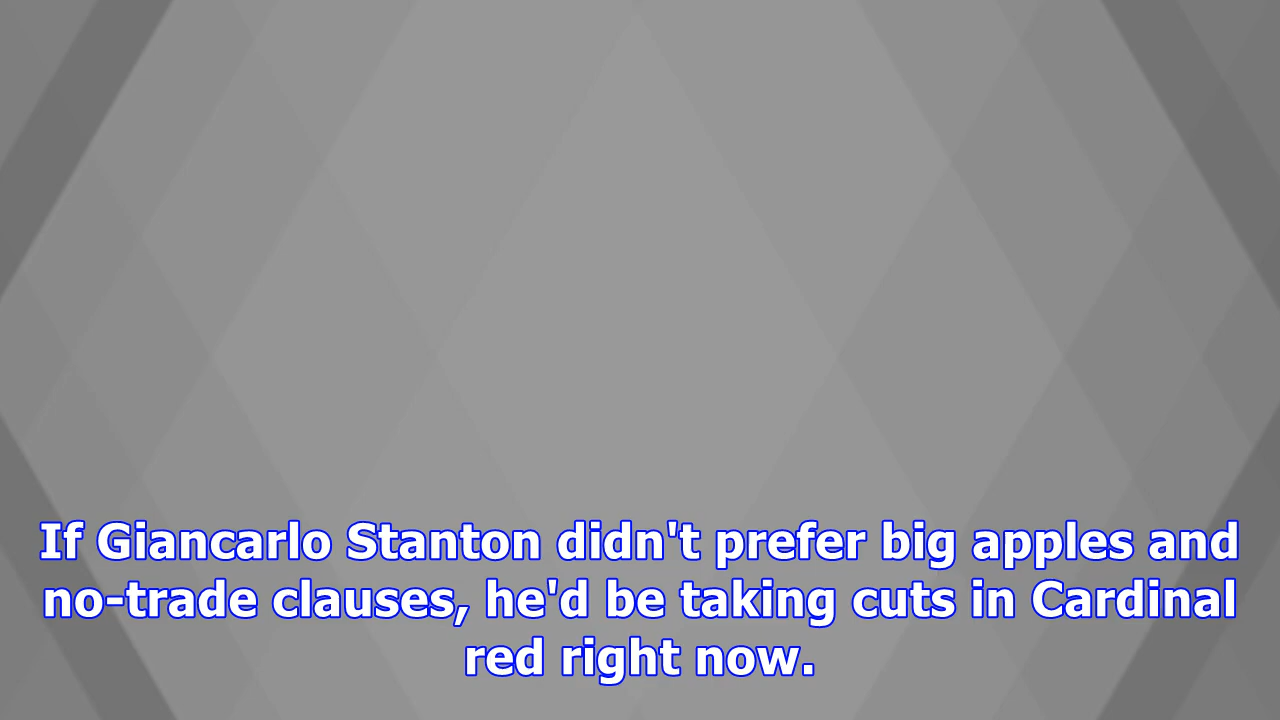 If Giancarlo Stanton didn't prefer big apples and
no-trade clauses, he'd be taking cuts in Cardinal
red right now.